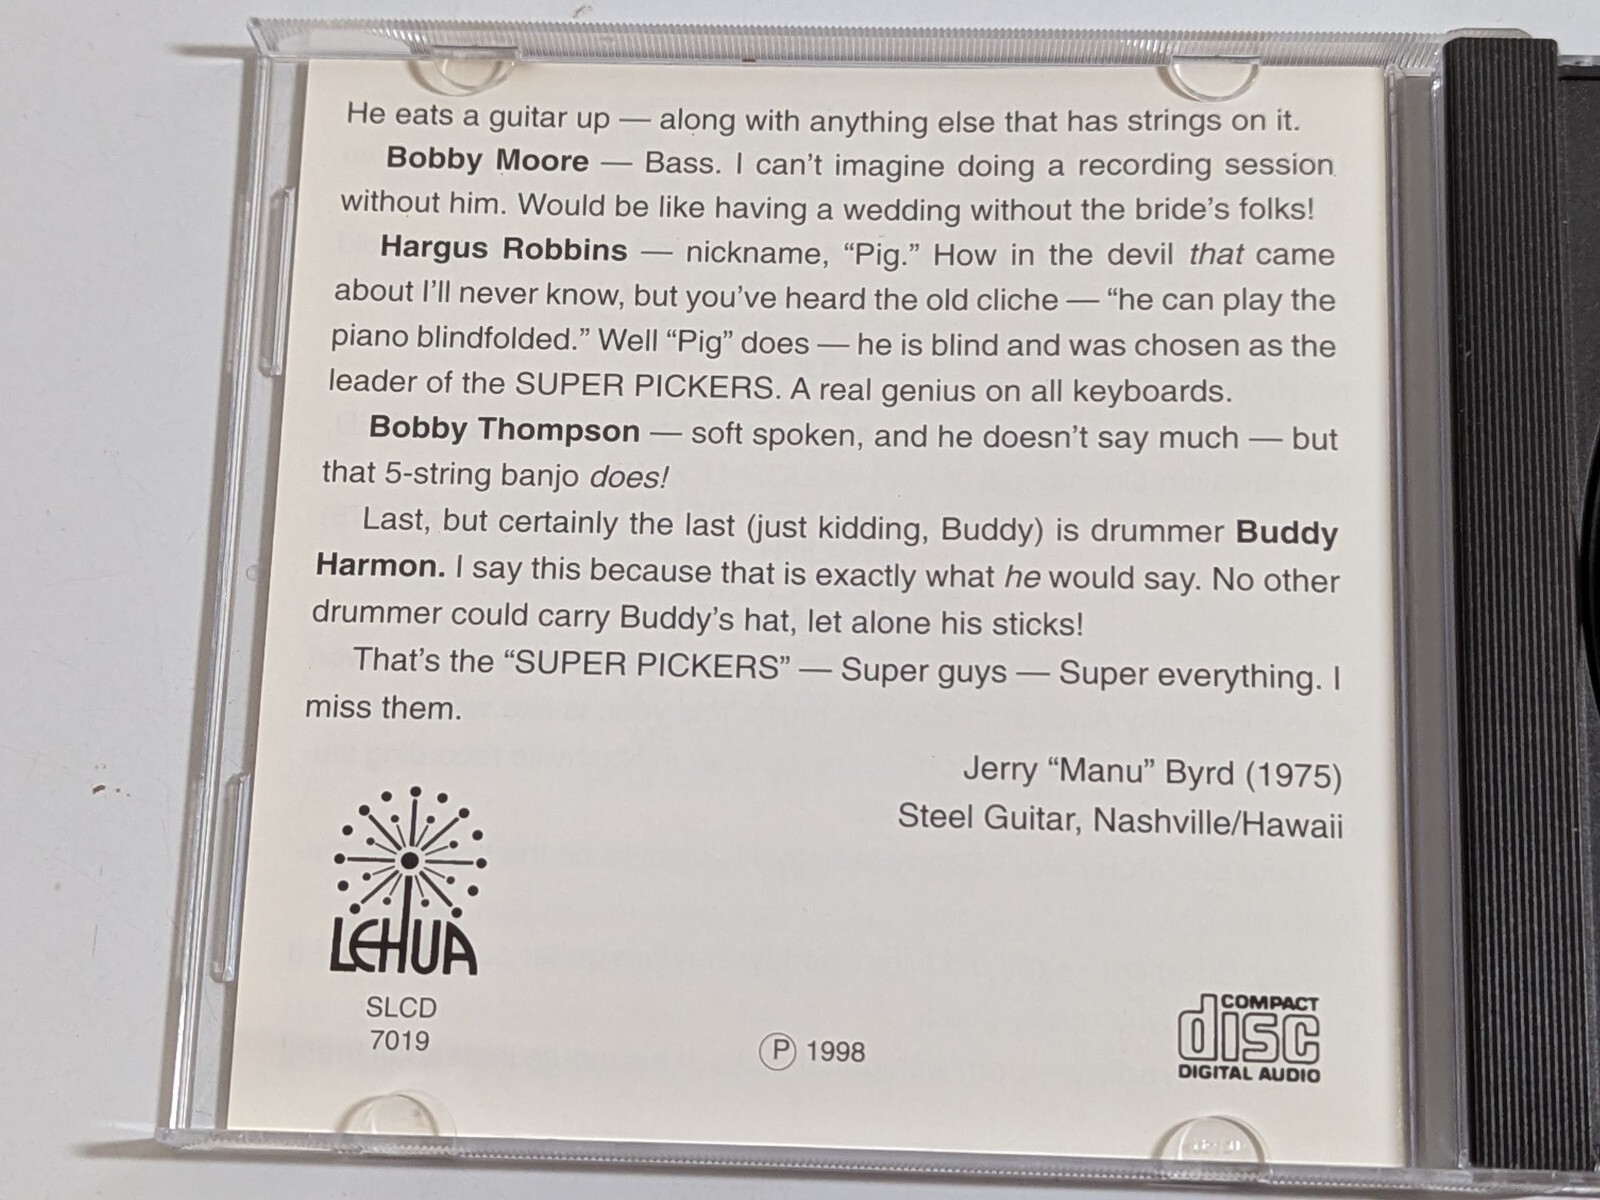 He eats a guitar up — along with anything else that has strings on it.
Bobby Moore — Bass. I can't imagine doing a recording session
without him. Would be like having a wedding without the bride's folks!
Hargus Robbins — nickname, “Pig.” How in the devil that came
about I'll never know, but you've heard the old cliche — “he can play the
piano blindfolded.” Well “Pig” does — he is blind and was chosen as the
leader of the SUPER PICKERS. A real genius on all keyboards.
Bobby Thompson — soft spoken, and he doesn't say much — but
that 5-string banjo does!
Last, but certainly the last (just kidding, Buddy) is drummer Buddy
Harmon. I say this because that is exactly what he would say. No other
drummer could carry Buddy's hat, let alone his sticks!
That's the “SUPER PICKERS” — Super guys — Super everything. I
miss them.
Jerry “Manu” Byrd (1975)
Steel Guitar, Nashville/Hawaii
LEHUA
SLCD
7019
Ⓟ 1998
COMPACT
disc
DIGITAL AUDIO